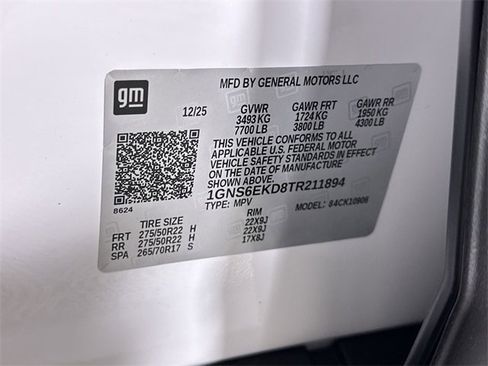 MFD BY GENERAL MOTORS LLC
gm
12/25 GVWR GAWR FRT GAWR RR
3493 KG 1724 KG 1950 KG
7700 LB 3800 LB 4300 LB
THIS VEHICLE CONFORMS TO ALL
APPLICABLE U.S. FEDERAL MOTOR
VEHICLE SAFETY STANDARDS IN EFFECT
ON THE DATE OF MANUFACTURE
SHOWN ABOVE.
1GNS6EKD8TR211894
TYPE: MPV MODEL: 84CK10906
8624
TIRE SIZE RIM
FRT 275/50R22 H 22X9J
RR 275/50R22 H 22X9J
SPA 265/70R17 S 17X8J